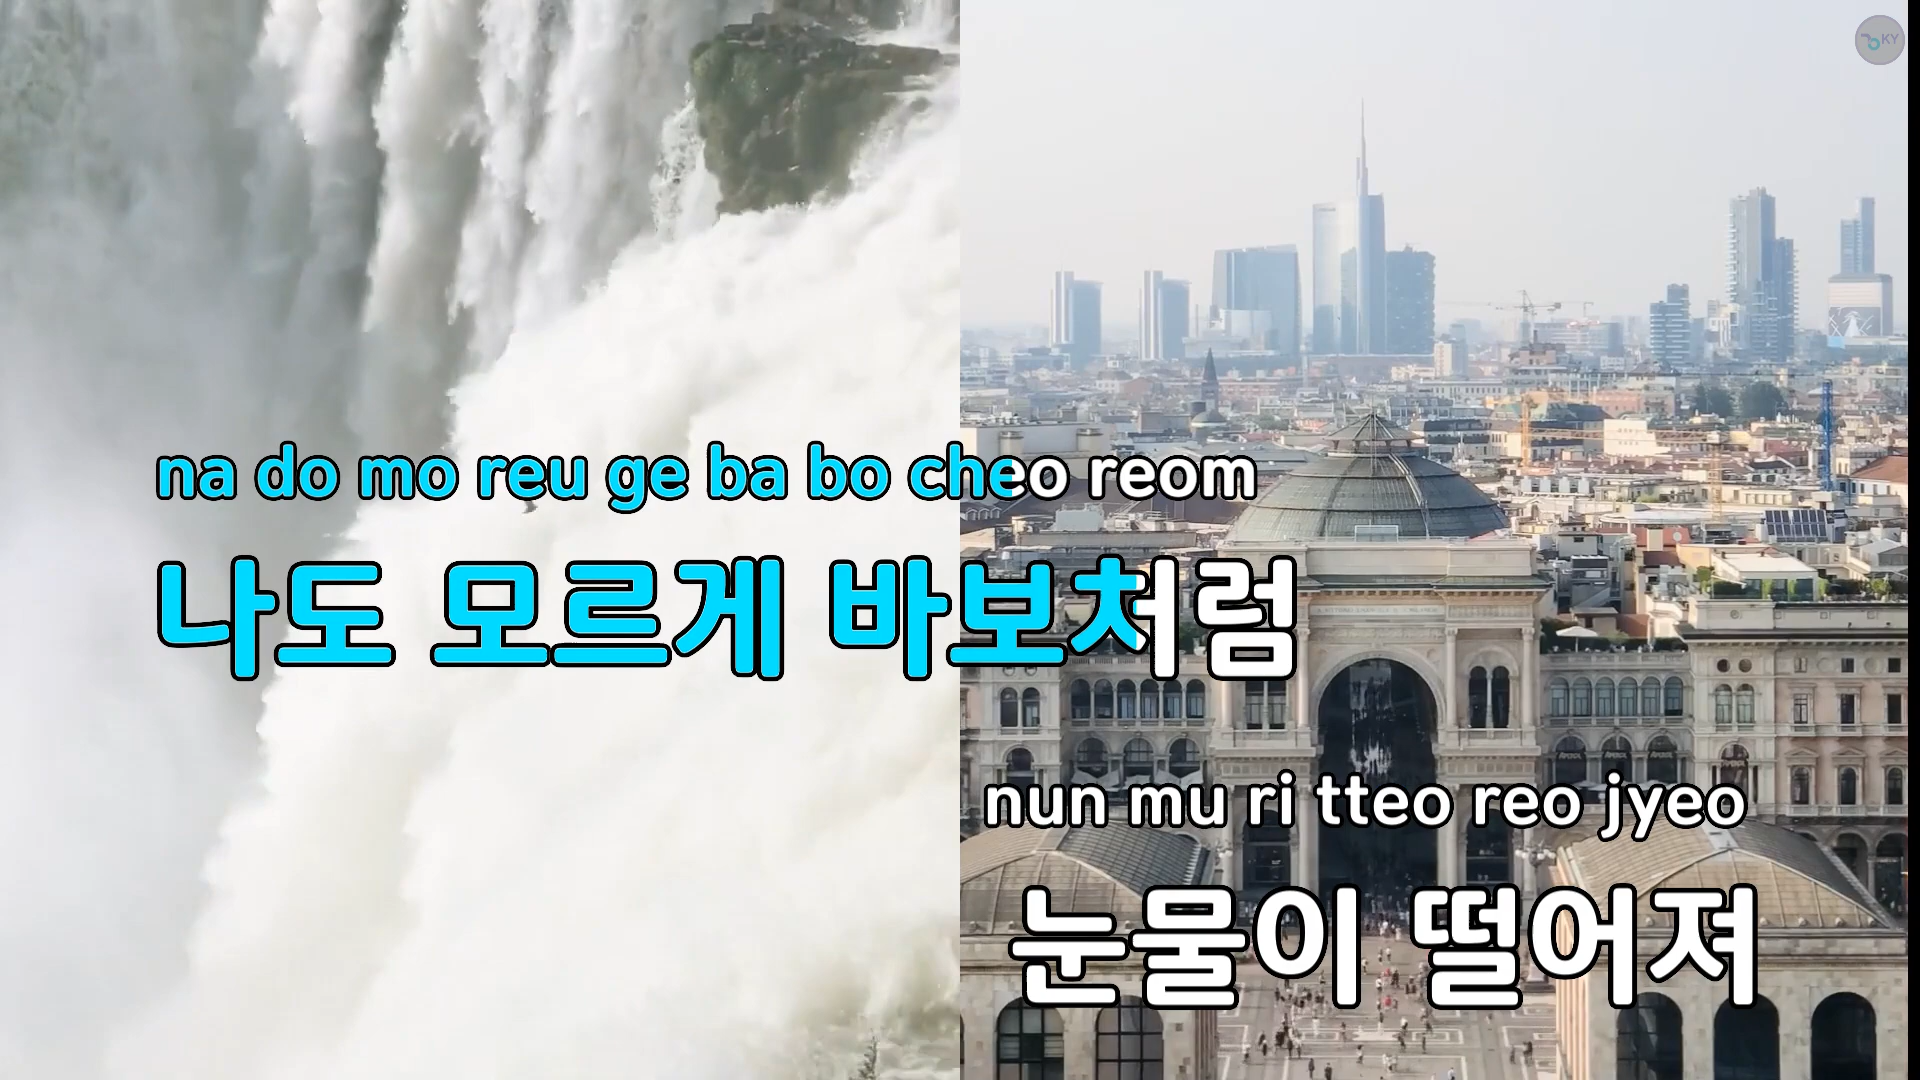 KY
na do mo reu ge ba bo cheo reom
나도 모르게 바보처럼
nun mu ri tteo reo jyeo
눈물이 떨어져